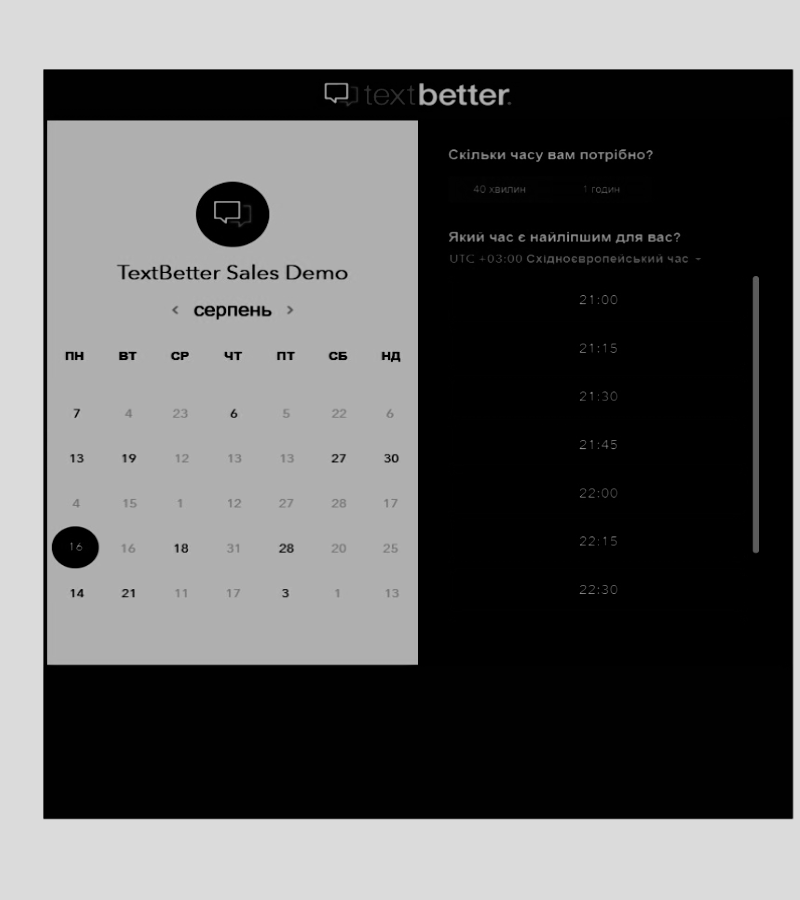 textbetter.
TextBetter Sales Demo
‹ серпень ›
ПН ВТ СР ЧТ ПТ СБ НД
7 4 23 6 5 22 6
13 19 12 13 13 27 30
4 15 1 12 27 28 17
16 16 18 31 28 20 25
14 21 11 17 3 1 13
Скільки часу вам потрібно?
40 хвилин 1 годин
Який час є найліпшим для вас?
UTC +03:00 Східноєвропейський час
21:00
21:15
21:30
21:45
22:00
22:15
22:30